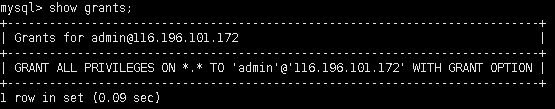 mysql> show grants;
+----------------------------------------------------------------------+
| Grants for admin@116.196.101.172 |
+----------------------------------------------------------------------+
| GRANT ALL PRIVILEGES ON *.* TO 'admin'@'116.196.101.172' WITH GRANT OPTION |
+----------------------------------------------------------------------+
1 row in set (0.09 sec)